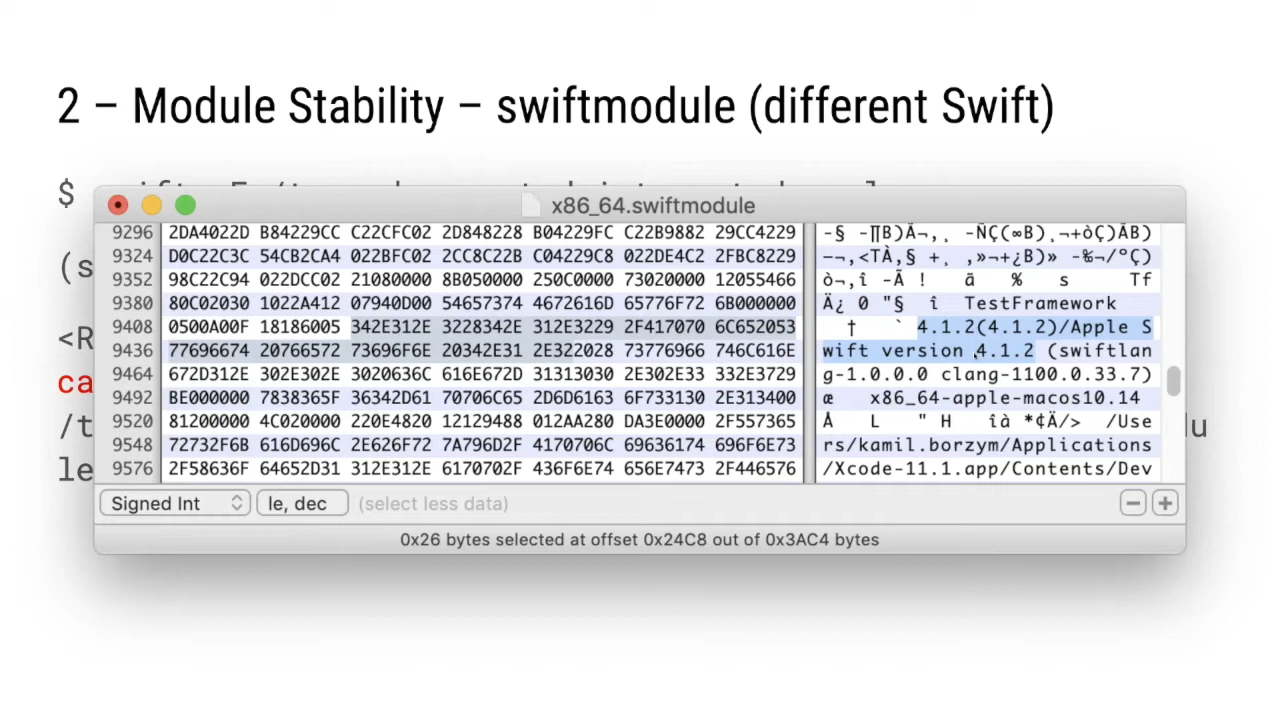 2 – Module Stability – swiftmodule (different Swift)
$
x86_64.swiftmodule
(s
<R
ca
/t
le
du
9296 2DA4022D B84229CC C22CFC02 2D848228 B04229FC C22B9882 29CC4229
9324 D0C22C3C 54CB2CA4 022BFC02 2CC8C22B C04229C8 022DE4C2 2FBC8229
9352 98C22C94 022DCC02 21080000 8B050000 250C0000 73020000 12055466
9380 80C02030 1022A412 07940D00 54657374 4672616D 65776F72 6B000000 TestFramework
9408 0500A00F 18186005 342E312E 3228342E 312E3229 2F417070 6C652053 4.1.2(4.1.2)/Apple S
9436 77696674 20766572 73696F6E 20342E31 2E322028 73776966 746C616E wift version 4.1.2 (swiftlan
9464 672D312E 302E302E 3020636C 616E672D 31313030 2E302E33 332E3729 g-1.0.0.0 clang-1100.0.33.7)
9492 BE000000 7838365F 36342D61 70706C65 2D6D6163 6F733130 2E313400 æ x86_64-apple-macos10.14
9520 81200000 4C020000 220E4820 12129488 012AA280 DA3E0000 2F557365 Å L " H îà *¢Ä/> /Use
9548 72732F6B 616D696C 2E626F72 7A796D2F 4170706C 69636174 696F6E73 rs/kamil.borzym/Applications
9576 2F58636F 64652D31 312E312E 6170702F 436F6E74 656E7473 2F446576 /Xcode-11.1.app/Contents/Dev
Signed Int le, dec (select less data)
0x26 bytes selected at offset 0x24C8 out of 0x3AC4 bytes